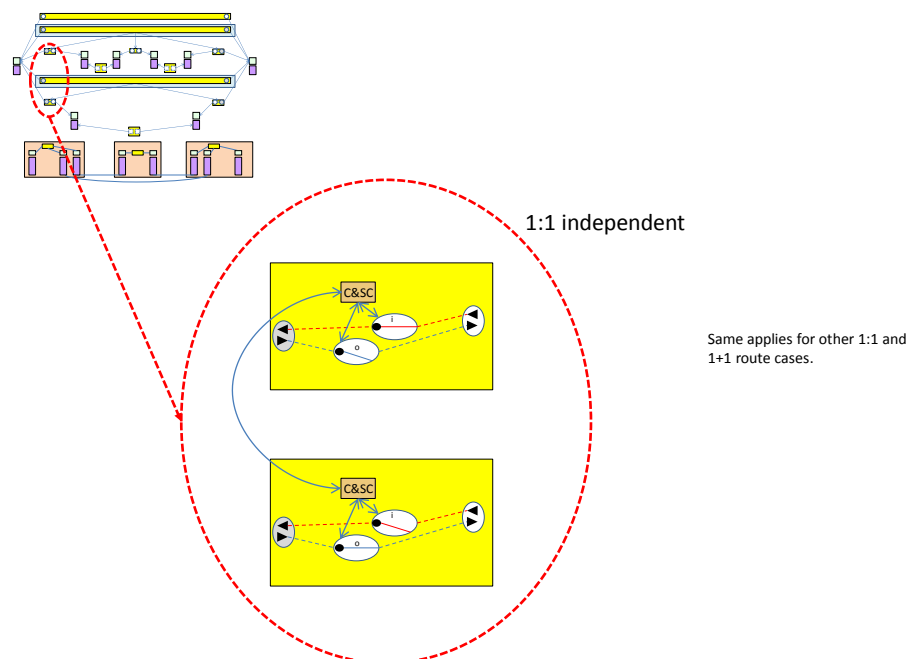 1:1 independent
C&SC
i
o
Same applies for other 1:1 and
1+1 route cases.
C&SC
i
o